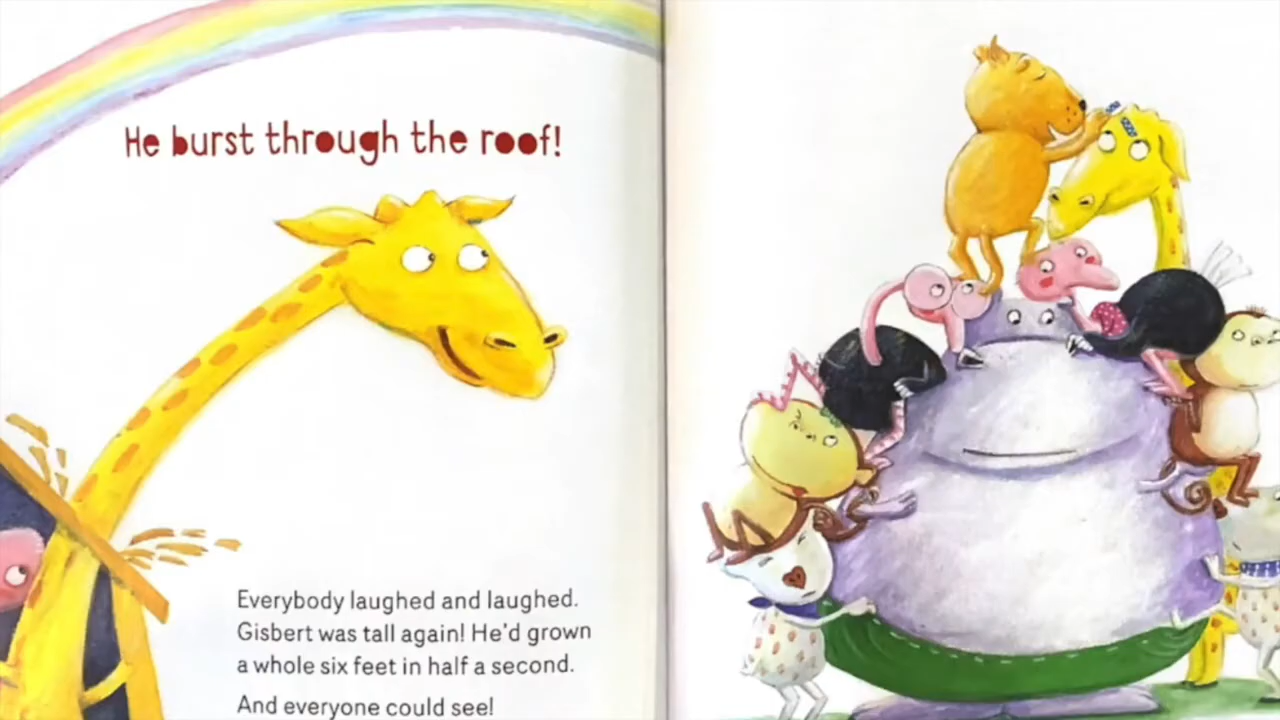 He burst through the roof!
Everybody laughed and laughed.
Gisbert was tall again! He'd grown
a whole six feet in half a second.
And everyone could see!